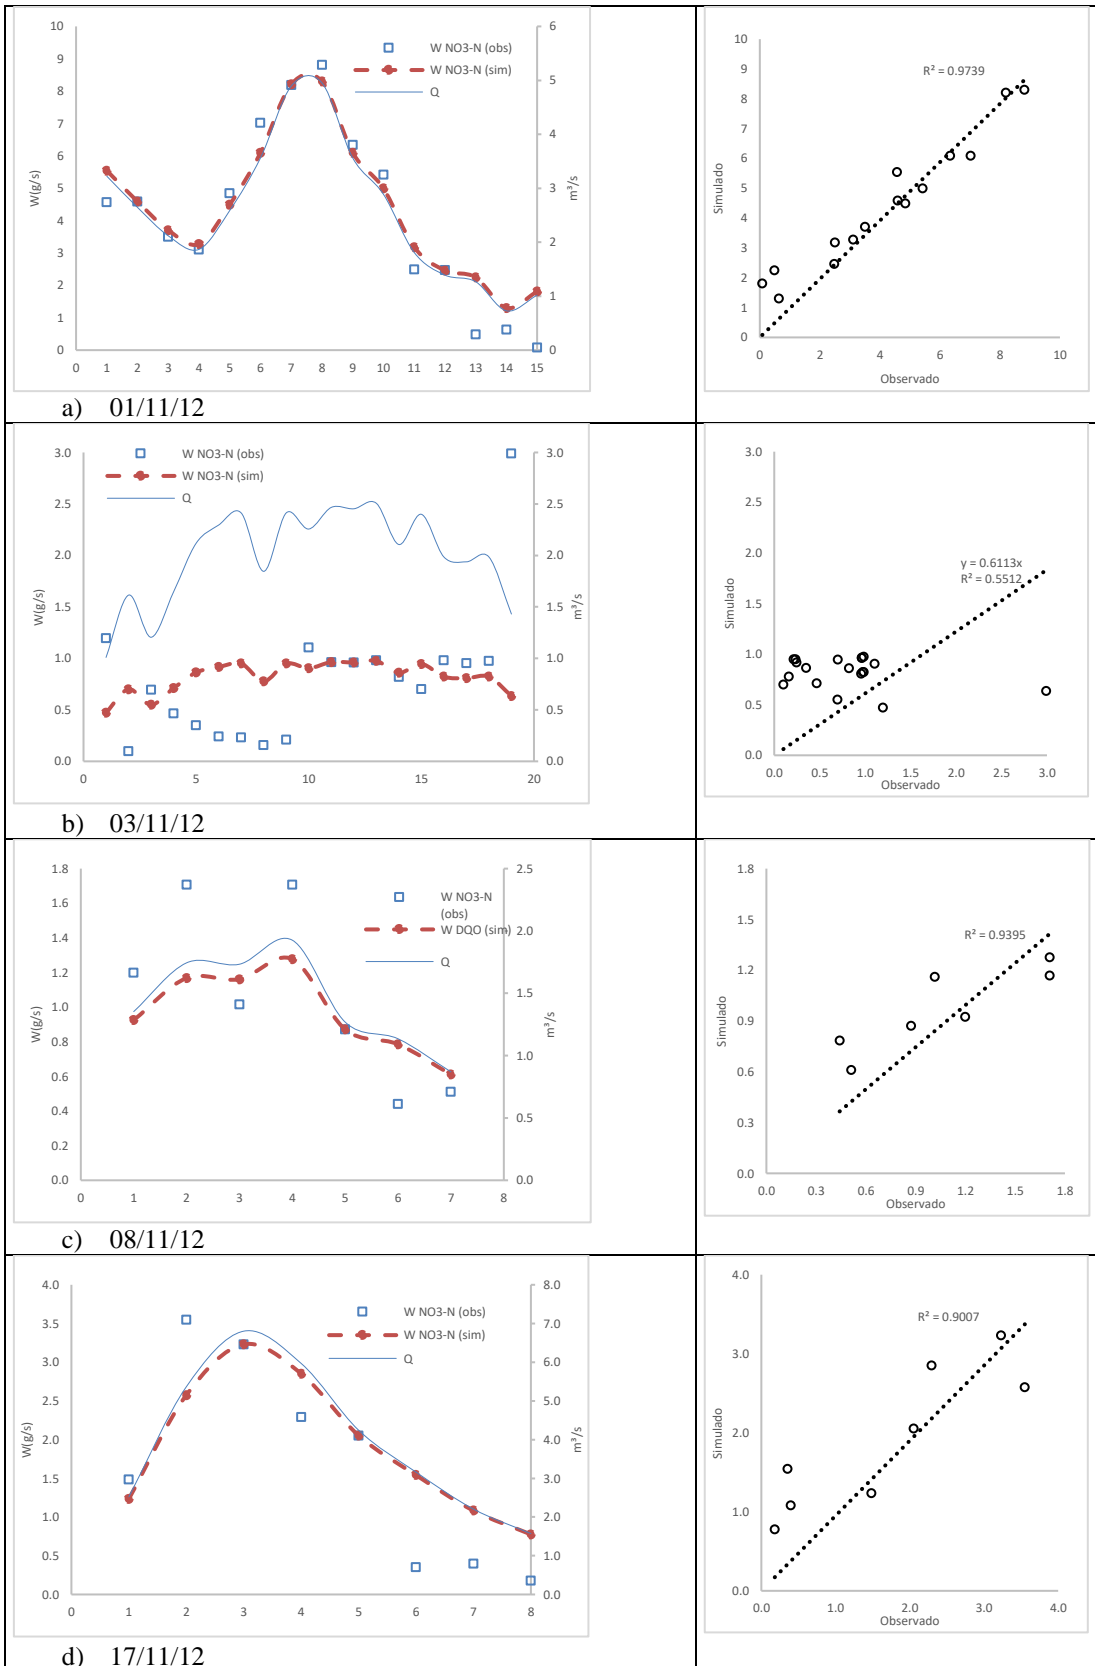 10
9
8
7
6
5
4
3
2
1
0
6
5
4
3
2
1
0
0 1 2 3 4 5 6 7 8 9 10 11 12 13 14 15
W(g/s)
m³/s
W NO3-N (obs)
W NO3-N (sim)
Q
10
9
8
7
6
5
4
3
2
1
0
0 2 4 6 8 10
Simulado
Observado
R² = 0.9739
a) 01/11/12
3.0
2.5
2.0
1.5
1.0
0.5
0.0
3.0
2.5
2.0
1.5
1.0
0.5
0.0
0 5 10 15 20
W(g/s)
m³/s
W NO3-N (obs)
W NO3-N (sim)
Q
3.0
2.5
2.0
1.5
1.0
0.5
0.0
0.0 0.5 1.0 1.5 2.0 2.5 3.0
Simulado
Observado
y = 0.6113x
R² = 0.5512
b) 03/11/12
1.8
1.6
1.4
1.2
1.0
0.8
0.6
0.4
0.2
0.0
2.5
2.0
1.5
1.0
0.5
0.0
0 1 2 3 4 5 6 7 8
W(g/s)
m³/s
W NO3-N
(obs)
W DQO (sim)
Q
1.8
1.5
1.2
0.9
0.6
0.3
0.0
0.0 0.3 0.6 0.9 1.2 1.5 1.8
Simulado
Observado
R² = 0.9395
c) 08/11/12
4.0
3.5
3.0
2.5
2.0
1.5
1.0
0.5
0.0
8.0
7.0
6.0
5.0
4.0
3.0
2.0
1.0
0.0
0 1 2 3 4 5 6 7 8
W(g/s)
m³/s
W NO3-N (obs)
W NO3-N (sim)
Q
4.0
3.0
2.0
1.0
0.0
0.0 1.0 2.0 3.0 4.0
Simulado
Observado
R² = 0.9007
d) 17/11/12